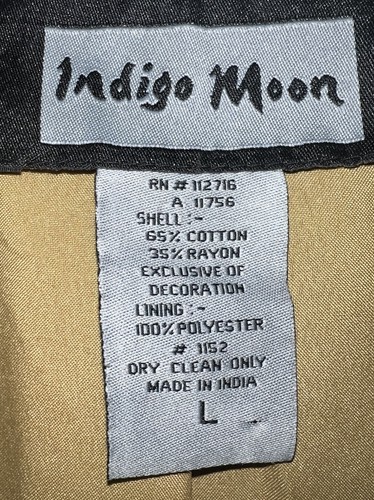 Indigo Moon
RN # 112716
A 11756
SHELL :-
65% COTTON
35% RAYON
EXCLUSIVE OF
DECORATION
LINING :-
100% POLYESTER
# 1152
DRY CLEAN ONLY
MADE IN INDIA
L